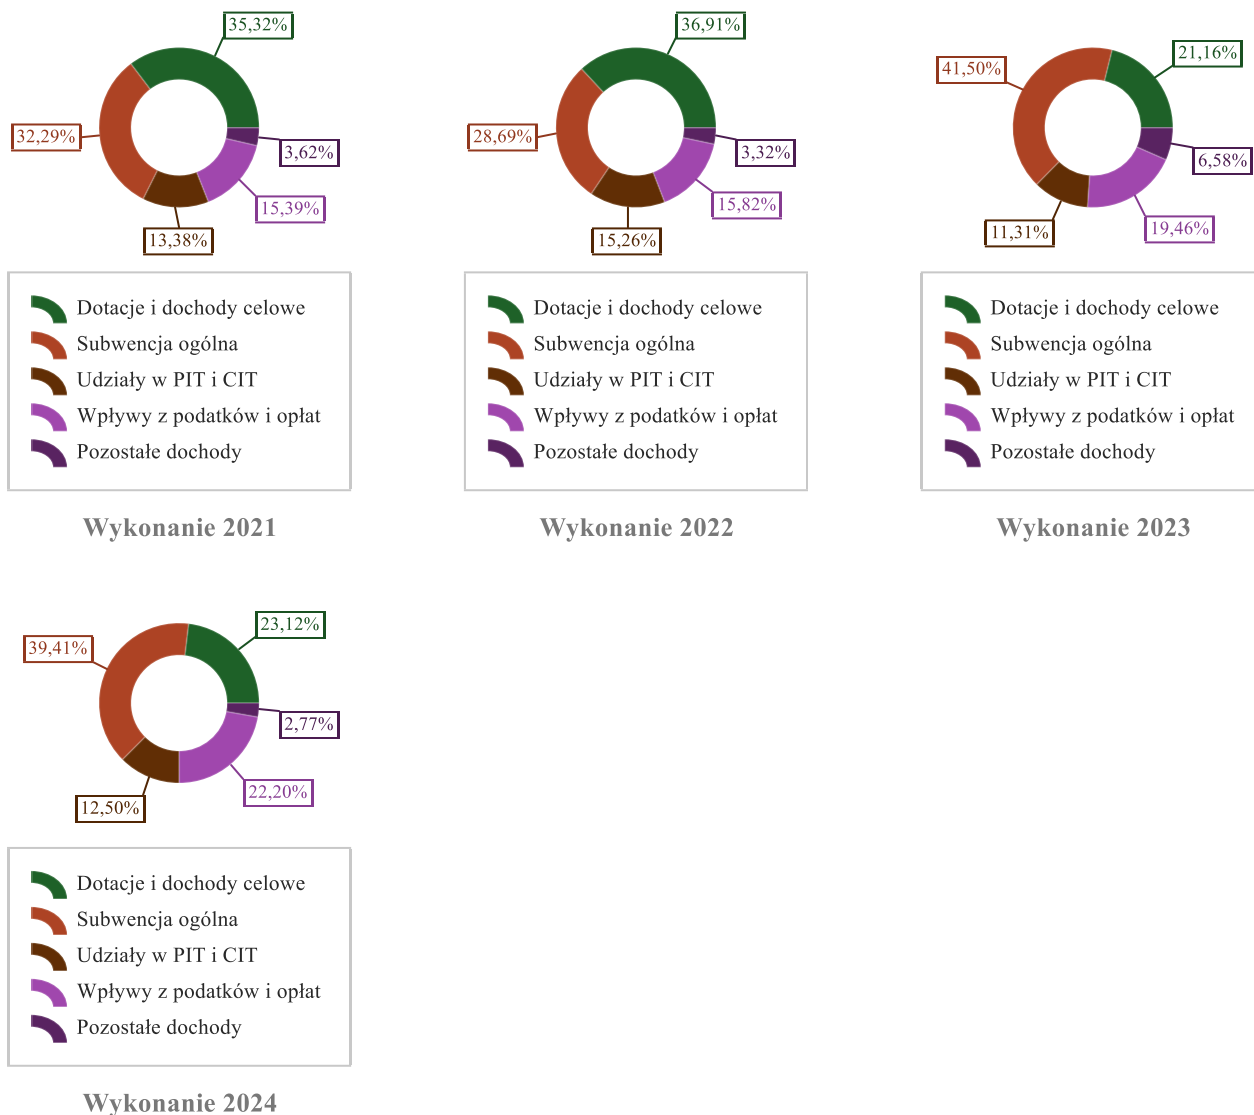 35,32%
32,29%
3,62%
15,39%
13,38%
Dotacje i dochody celowe
Subwencja ogólna
Udziały w PIT i CIT
Wpływy z podatków i opłat
Pozostałe dochody
Wykonanie 2021
36,91%
28,69%
3,32%
15,82%
15,26%
Dotacje i dochody celowe
Subwencja ogólna
Udziały w PIT i CIT
Wpływy z podatków i opłat
Pozostałe dochody
Wykonanie 2022
21,16%
41,50%
6,58%
19,46%
11,31%
Dotacje i dochody celowe
Subwencja ogólna
Udziały w PIT i CIT
Wpływy z podatków i opłat
Pozostałe dochody
Wykonanie 2023
23,12%
39,41%
2,77%
22,20%
12,50%
Dotacje i dochody celowe
Subwencja ogólna
Udziały w PIT i CIT
Wpływy z podatków i opłat
Pozostałe dochody
Wykonanie 2024